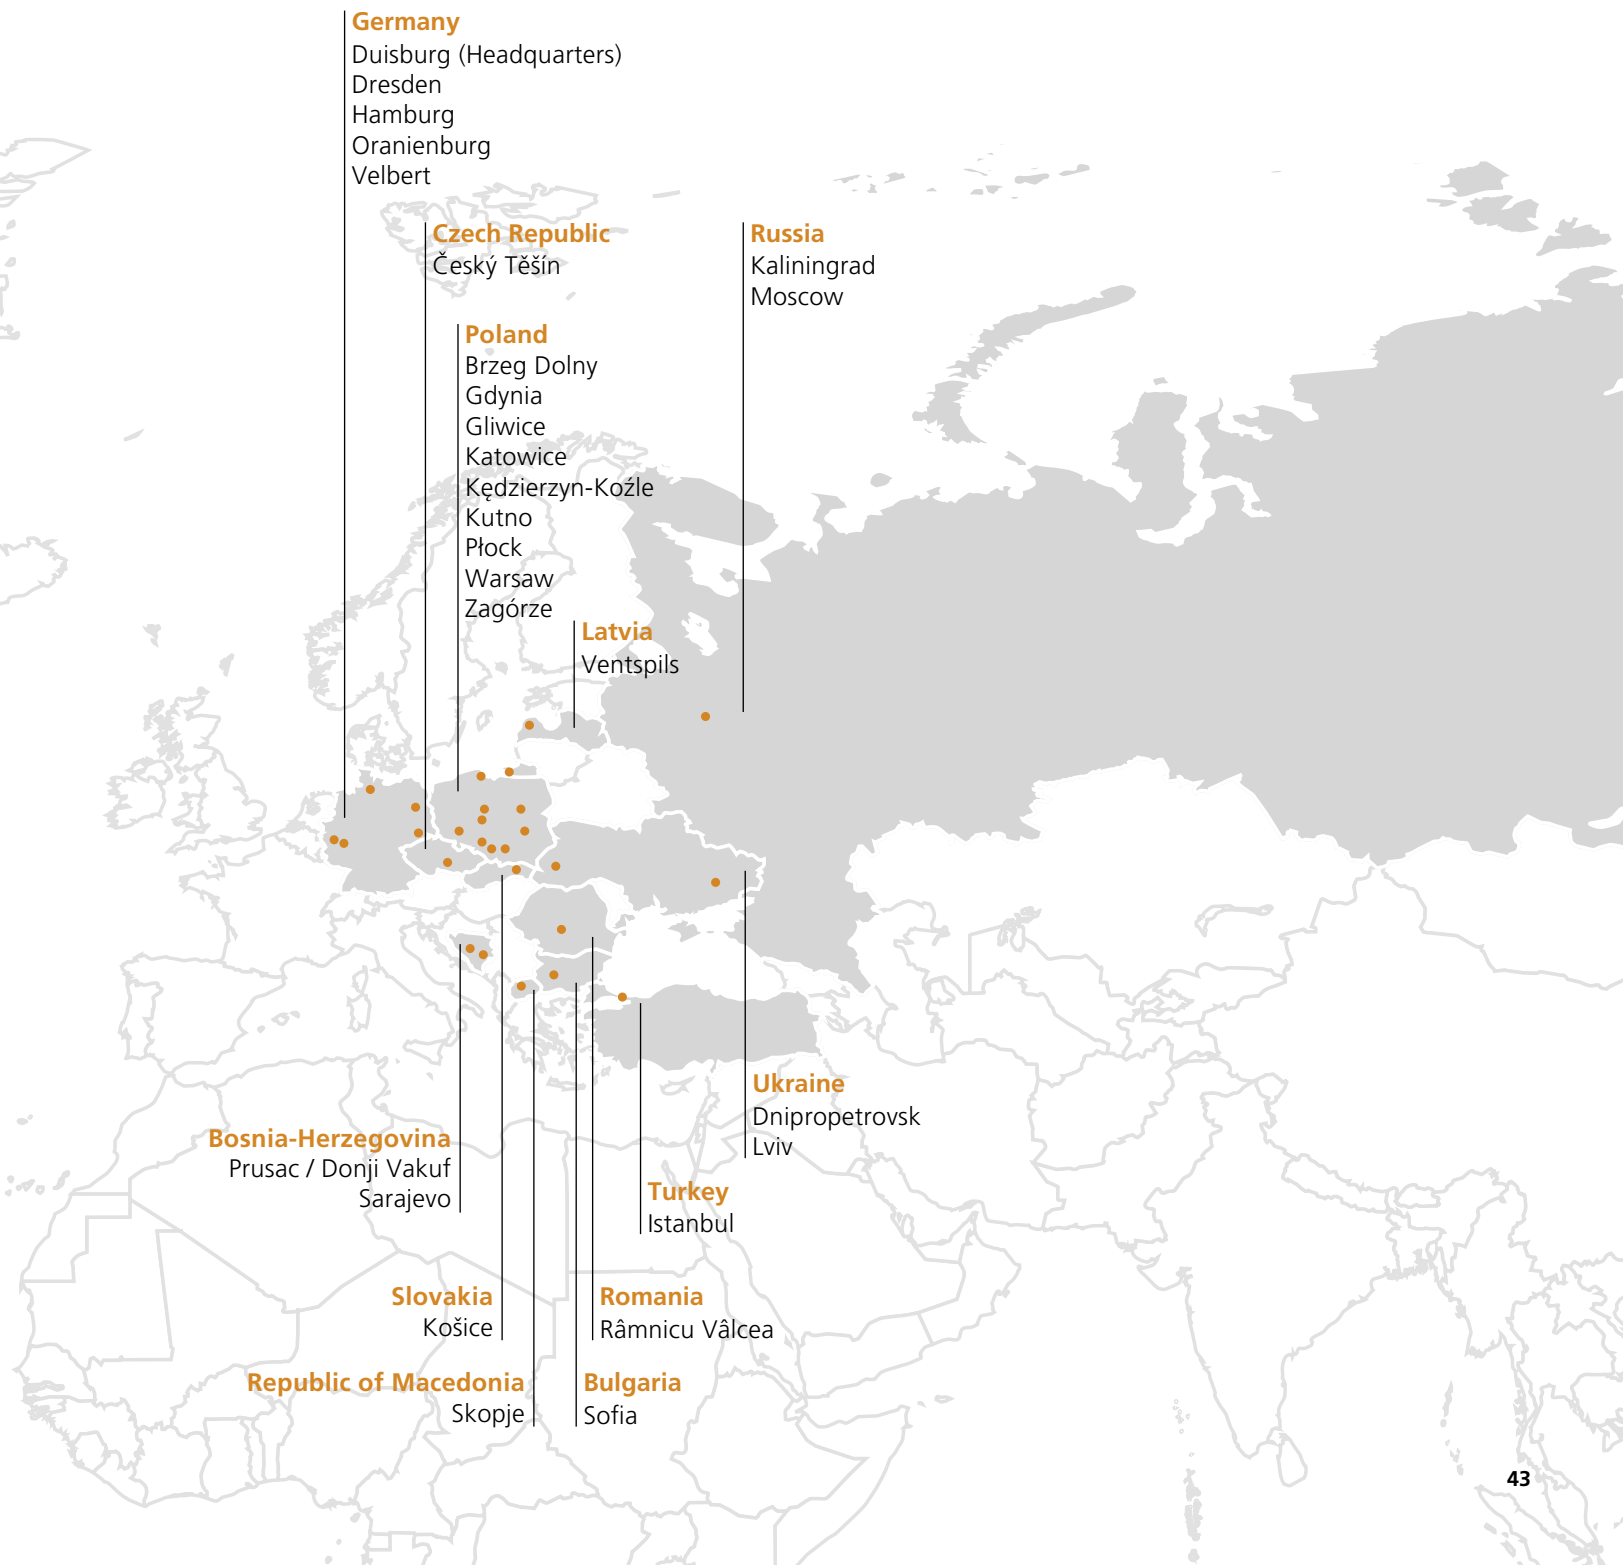 Germany
Duisburg (Headquarters)
Dresden
Hamburg
Oranienburg
Velbert
Czech Republic
Český Těšín
Russia
Kaliningrad
Moscow
Poland
Brzeg Dolny
Gdynia
Gliwice
Katowice
Kędzierzyn-Koźle
Kutno
Płock
Warsaw
Zagórze
Latvia
Ventspils
Ukraine
Dnipropetrovsk
Lviv
Bosnia-Herzegovina
Prusac / Donji Vakuf
Sarajevo
Turkey
Istanbul
Slovakia
Košice
Romania
Râmnicu Vâlcea
Republic of Macedonia
Skopje
Bulgaria
Sofia
43